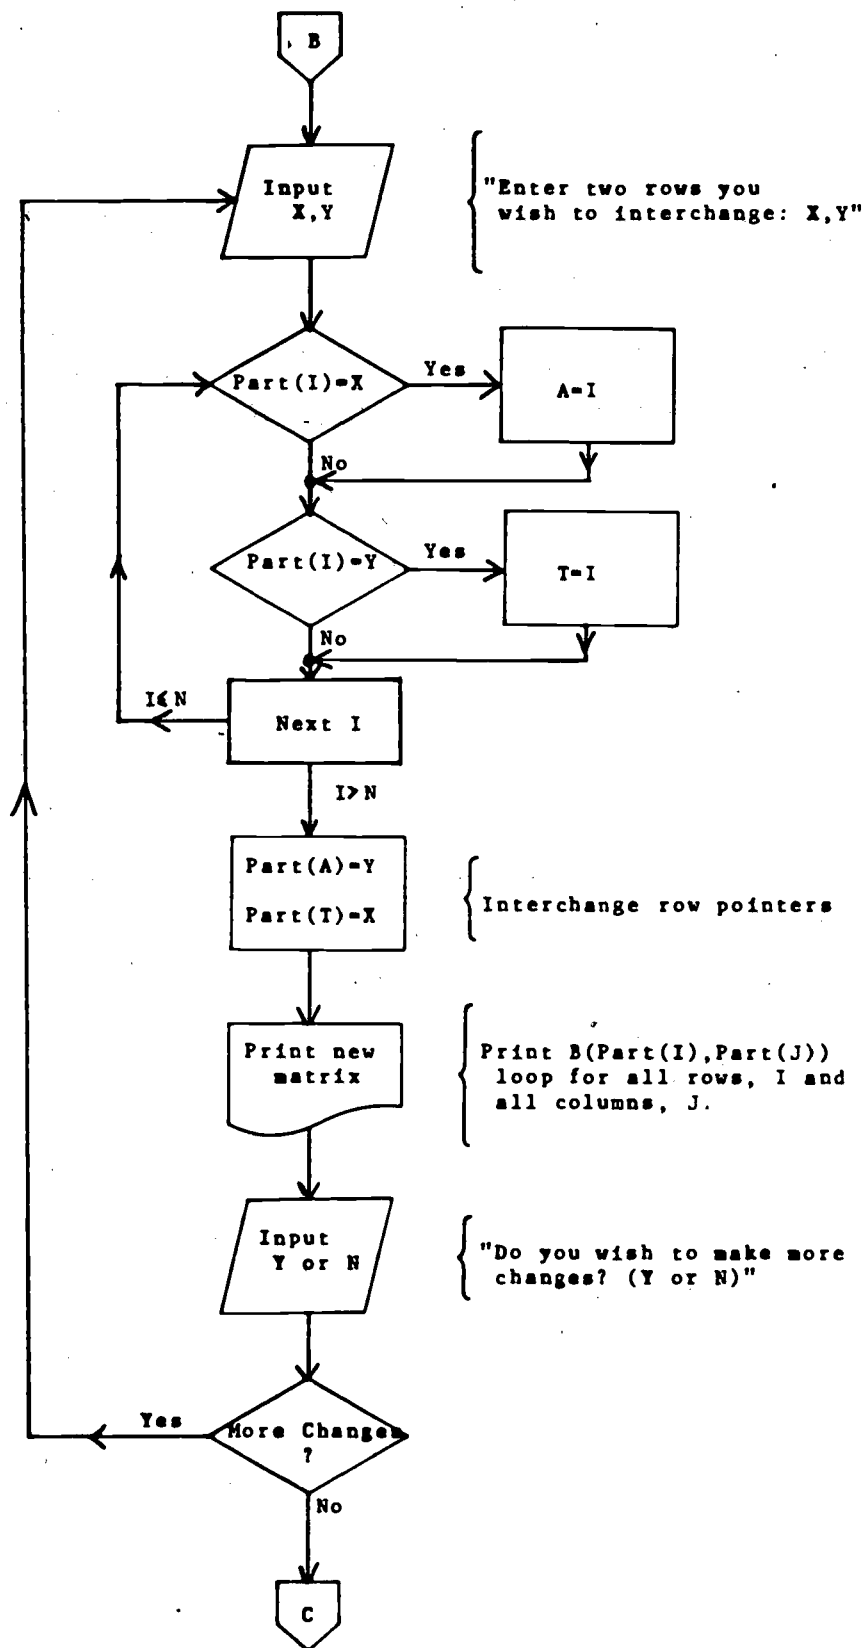 B
Input
X,Y
"Enter two rows you
wish to interchange: X,Y"
Part(I)=X
Yes
A=I
No
Part(I)=Y
Yes
T=I
No
I≤N
Next I
I>N
Part(A)=Y
Part(T)=X
Interchange row pointers
Print new
matrix
Print B(Part(I),Part(J))
loop for all rows, I and
all columns, J.
Input
Y or N
"Do you wish to make more
changes? (Y or N)"
Yes
More Changes
?
No
C